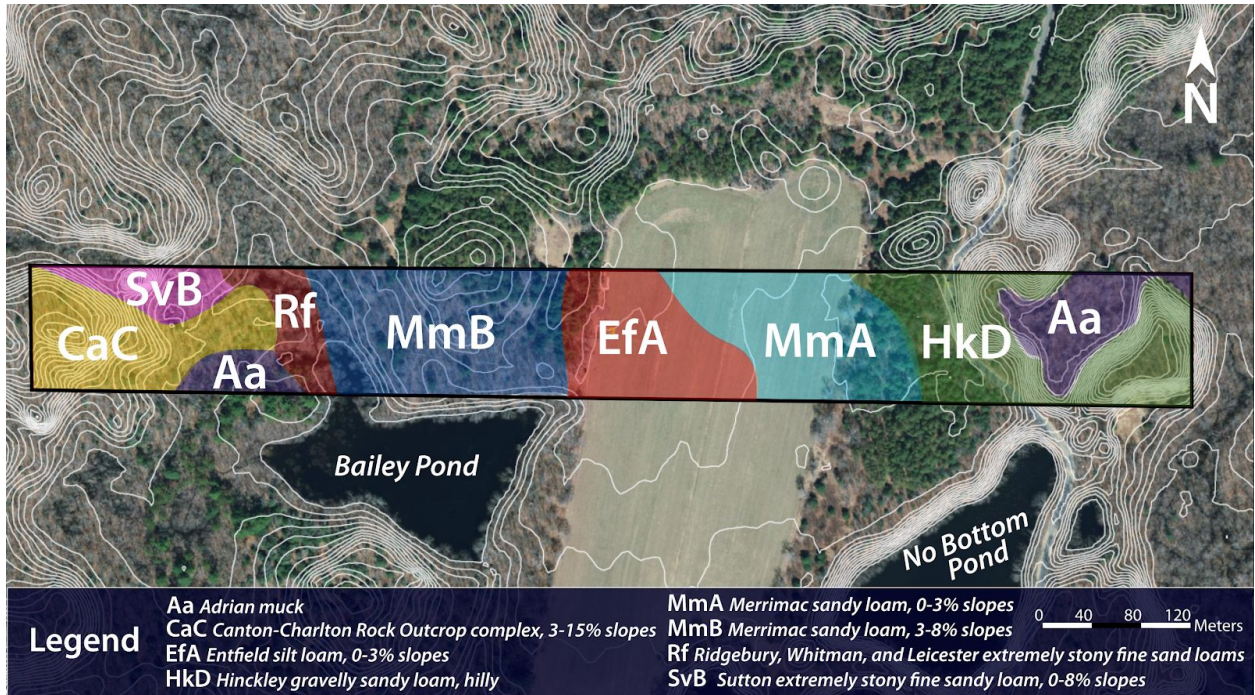 N
SvB
Rf
CaC
MmB
EfA
MmA
HkD
Aa
Aa
Bailey Pond
No Bottom
Pond
Legend
Aa Adrian muck
CaC Canton-Charlton Rock Outcrop complex, 3-15% slopes
EfA Entfield silt loam, 0-3% slopes
HkD Hinckley gravelly sandy loam, hilly
MmA Merrimac sandy loam, 0-3% slopes
MmB Merrimac sandy loam, 3-8% slopes
Rf Ridgebury, Whitman, and Leicester extremely stony fine sand loams
SvB Sutton extremely stony fine sandy loam, 0-8% slopes
0 40 80 120
Meters